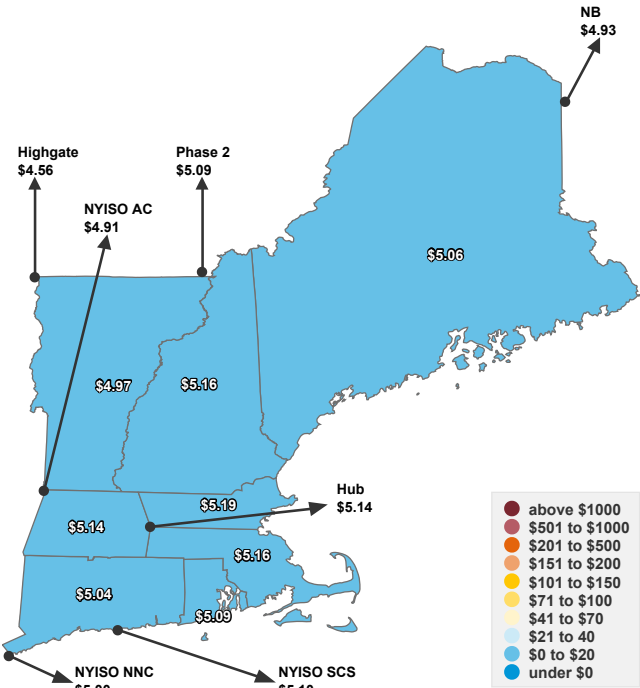 NB
$4.93
Highgate
$4.56
Phase 2
$5.09
NYISO AC
$4.91
$5.06
$4.97
$5.16
Hub
$5.14
$5.19
$5.14
$5.16
$5.04
$5.09
above $1000
$501 to $1000
$201 to $500
$151 to $200
$101 to $150
$71 to $100
$41 to $70
$21 to 40
$0 to $20
under $0
NYISO NNC
NYISO SCS